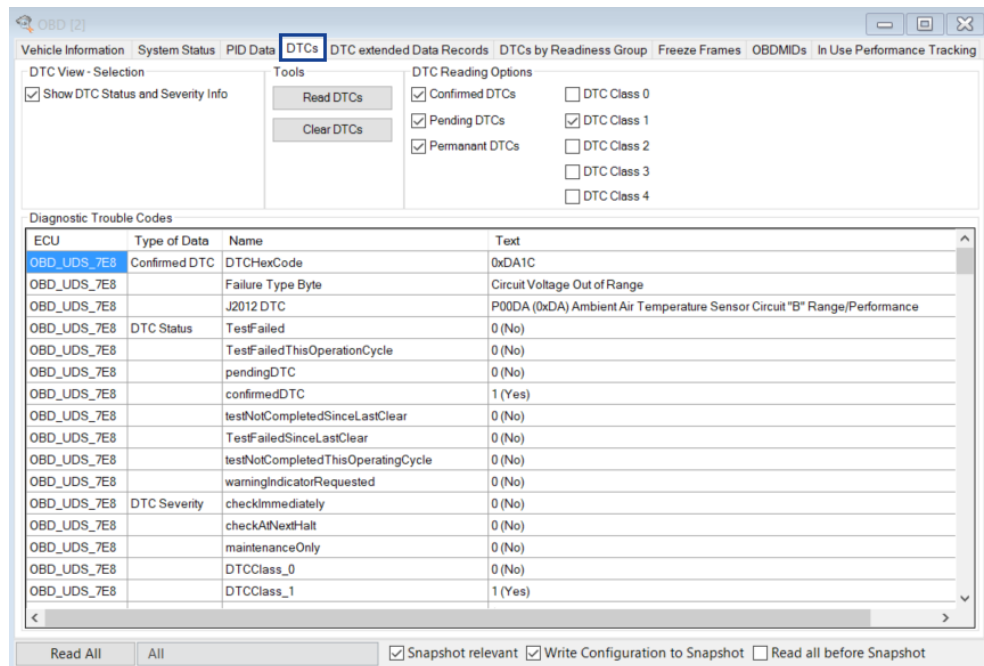 OBD [2]
Vehicle Information System Status PID Data DTCs DTC extended Data Records DTCs by Readiness Group Freeze Frames OBDMIDs In Use Performance Tracking
DTC View - Selection Tools DTC Reading Options
Show DTC Status and Severity Info Read DTCs Confirmed DTCs DTC Class 0
Clear DTCs Pending DTCs DTC Class 1
Permanant DTCs DTC Class 2
DTC Class 3
DTC Class 4
Diagnostic Trouble Codes
ECU Type of Data Name Text
OBD_UDS_7E8 Confirmed DTC DTCHexCode 0xDA1C
OBD_UDS_7E8 Failure Type Byte Circuit Voltage Out of Range
OBD_UDS_7E8 J2012 DTC P00DA (0xDA) Ambient Air Temperature Sensor Circuit "B" Range/Performance
OBD_UDS_7E8 DTC Status TestFailed 0 (No)
OBD_UDS_7E8 TestFailedThisOperationCycle 0 (No)
OBD_UDS_7E8 pendingDTC 0 (No)
OBD_UDS_7E8 confirmedDTC 1 (Yes)
OBD_UDS_7E8 testNotCompletedSinceLastClear 0 (No)
OBD_UDS_7E8 TestFailedSinceLastClear 0 (No)
OBD_UDS_7E8 testNotCompletedThisOperatingCycle 0 (No)
OBD_UDS_7E8 warningIndicatorRequested 0 (No)
OBD_UDS_7E8 DTC Severity checkImmediately 0 (No)
OBD_UDS_7E8 checkAtNextHalt 0 (No)
OBD_UDS_7E8 maintenanceOnly 0 (No)
OBD_UDS_7E8 DTCClass_0 0 (No)
OBD_UDS_7E8 DTCClass_1 1 (Yes)
Read All All Snapshot relevant Write Configuration to Snapshot Read all before Snapshot